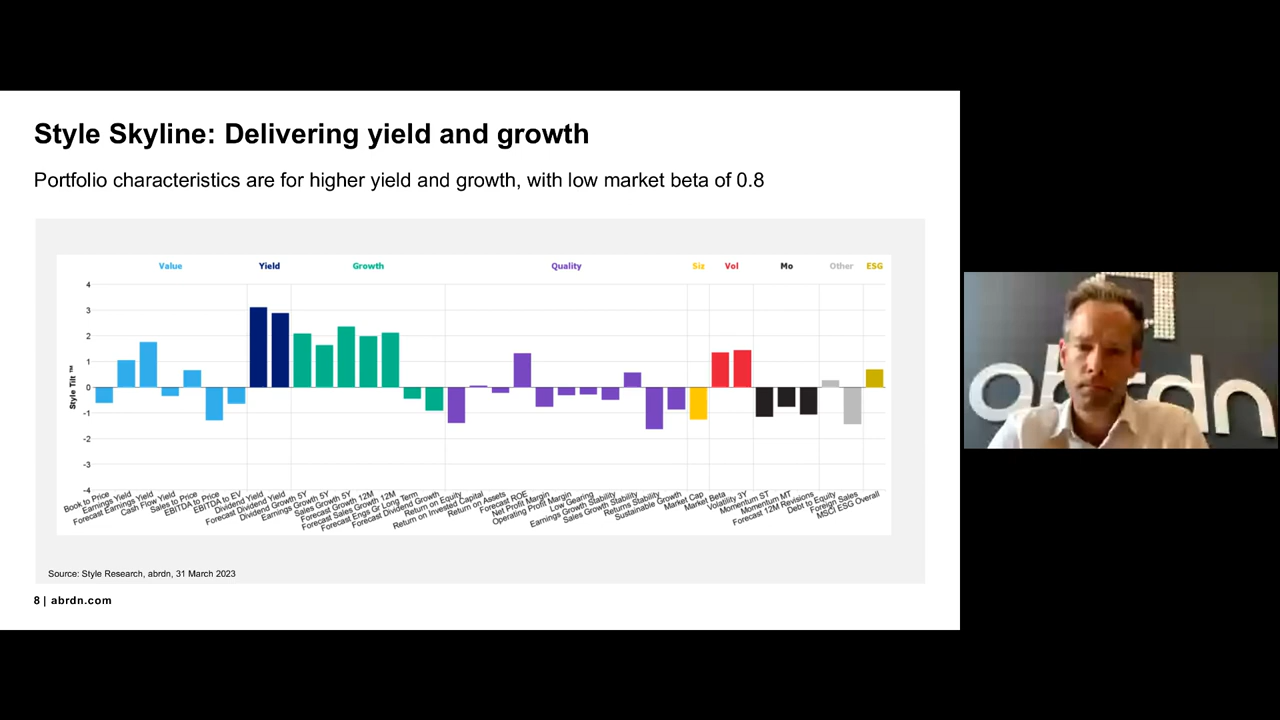 Style Skyline: Delivering yield and growth
Portfolio characteristics are for higher yield and growth, with low market beta of 0.8
Value Yield Growth Quality Siz Vol Mo Other ESG
4
3
2
1
0
-1
-2
-3
-4
Style Tilt ™
Book to Price
Earnings Yield
Forecast Earnings Yield
Cash Flow Yield
Sales to Price
EBITDA to Price
EBITDA to EV
Dividend Yield
Forecast Dividend Yield
Dividend Growth 5Y
Earnings Growth 5Y
Sales Growth 5Y
Forecast Growth 12M
Forecast Sales Growth 12M
Forecast Engs Gr Long Term
Forecast Dividend Growth
Return on Equity
Return on Invested Capital
Return on Assets
Forecast ROE
Net Profit Margin
Operating Profit Margin
Low Gearing
Earnings Growth Stability
Sales Growth Stability
Returns Stability
Sustainable Growth
Market Cap
Market Beta
Volatility 3Y
Momentum ST
Momentum MT
Forecast 12M Revisions
Debt to Equity
Foreign Sales
MSCI ESG Overall
Source: Style Research, abrdn, 31 March 2023
8 | abrdn.com
abrdn